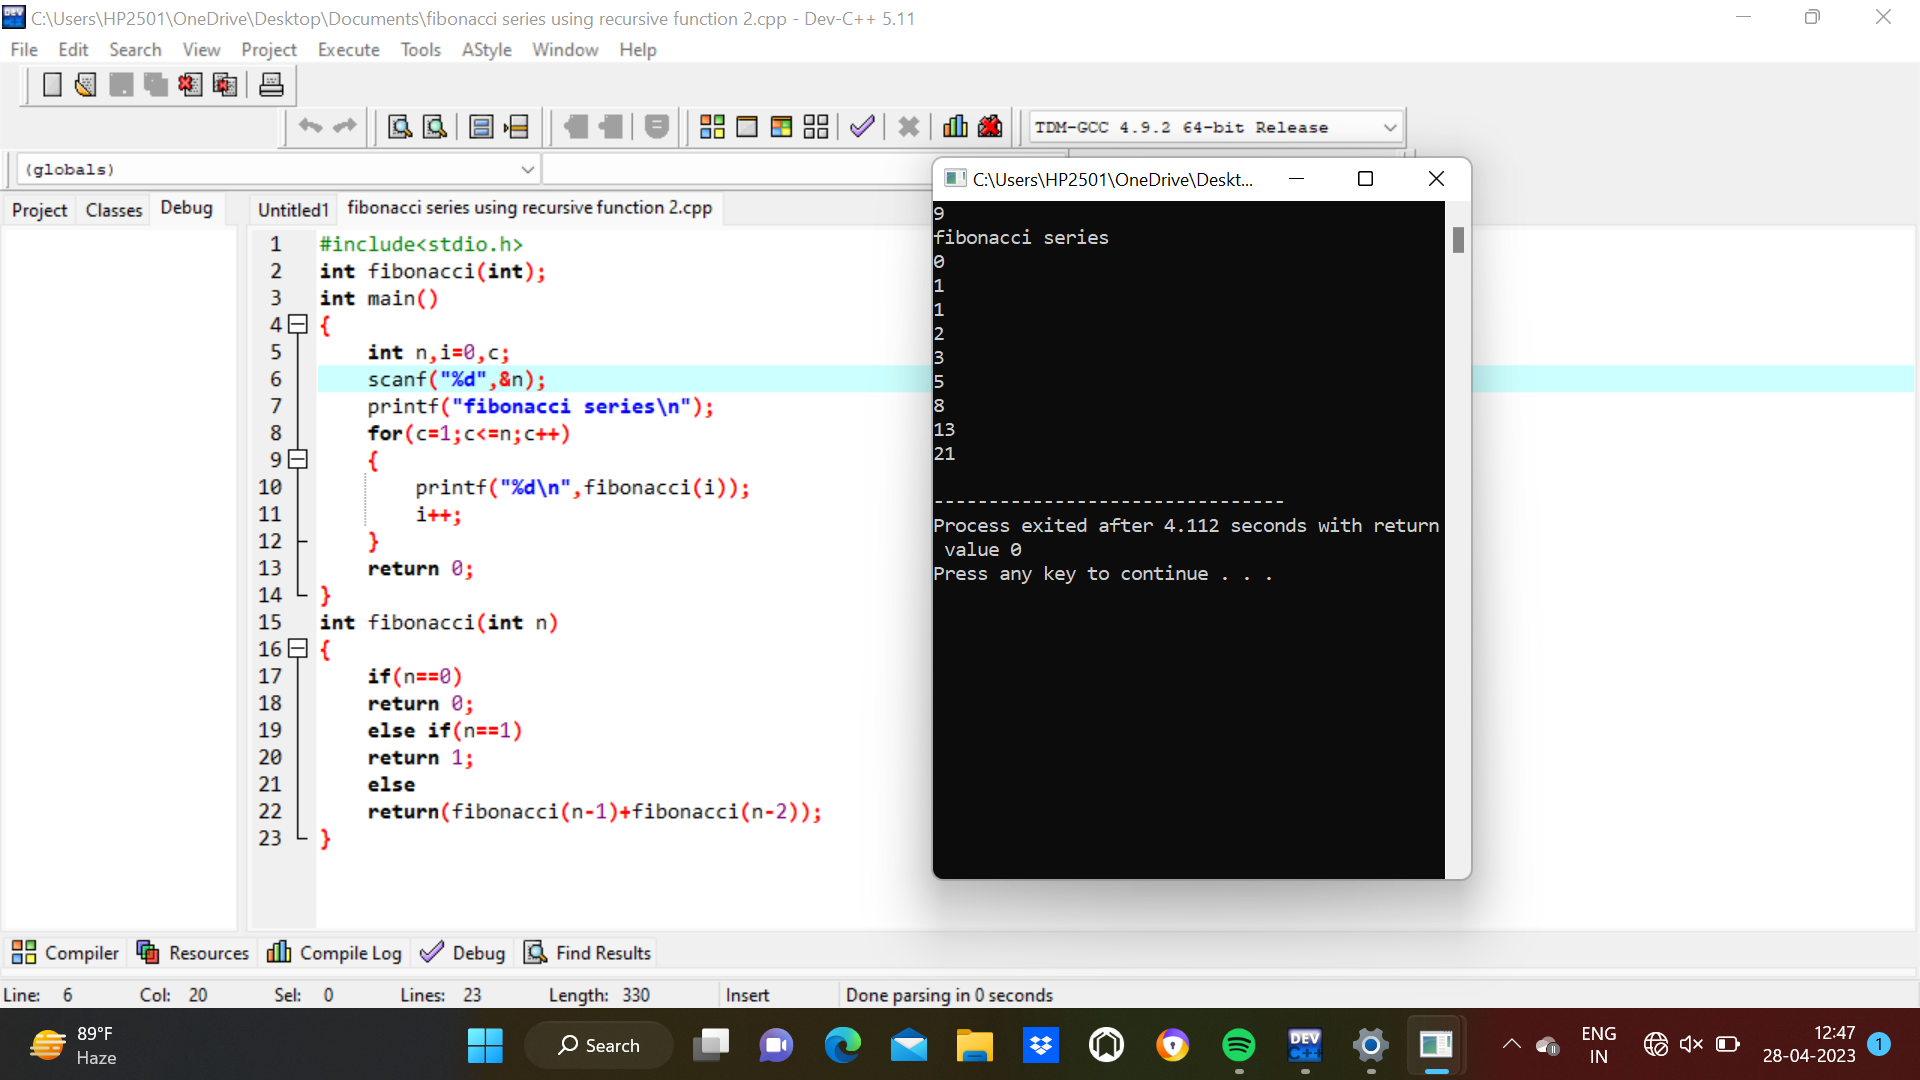 C:\Users\HP2501\OneDrive\Desktop\Documents\fibonacci series using recursive function 2.cpp - Dev-C++ 5.11
File Edit Search View Project Execute Tools AStyle Window Help
TDM-GCC 4.9.2 64-bit Release
(globals)
Project Classes Debug
Untitled1 fibonacci series using recursive function 2.cpp
1 #include<stdio.h>
2 int fibonacci(int);
3 int main()
4 {
5 int n,i=0,c;
6 scanf("%d",&n);
7 printf("fibonacci series\n");
8 for(c=1;c<=n;c++)
9 {
10 printf("%d\n",fibonacci(i));
11 i++;
12 }
13 return 0;
14 }
15 int fibonacci(int n)
16 {
17 if(n==0)
18 return 0;
19 else if(n==1)
20 return 1;
21 else
22 return(fibonacci(n-1)+fibonacci(n-2));
23 }
C:\Users\HP2501\OneDrive\Deskt...
9
fibonacci series
0
1
1
2
3
5
8
13
21
--------------------------------
Process exited after 4.112 seconds with return
value 0
Press any key to continue . . .
Compiler Resources Compile Log Debug Find Results
Line: 6 Col: 20 Sel: 0 Lines: 23 Length: 330 Insert Done parsing in 0 seconds
89°F
Haze
Search
DEV
C++
ENG
IN
12:47
28-04-2023
1